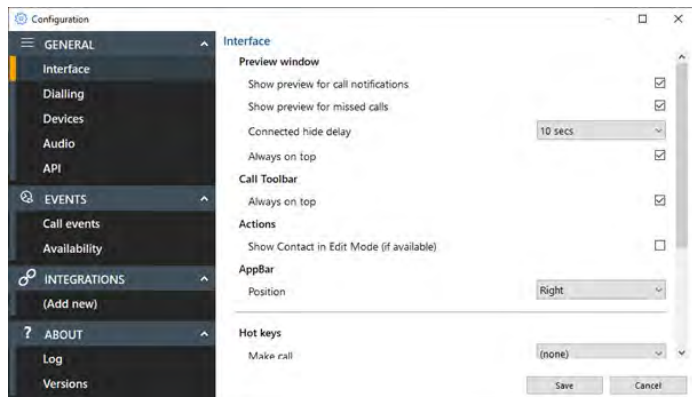 Configuration
GENERAL
Interface
Dialling
Devices
Audio
API
EVENTS
Call events
Availability
INTEGRATIONS
(Add new)
? ABOUT
Log
Versions
Interface
Preview window
Show preview for call notifications
Show preview for missed calls
Connected hide delay 10 secs
Always on top
Call Toolbar
Always on top
Actions
Show Contact in Edit Mode (if available)
AppBar
Position Right
Hot keys
Make call (none)
Save Cancel